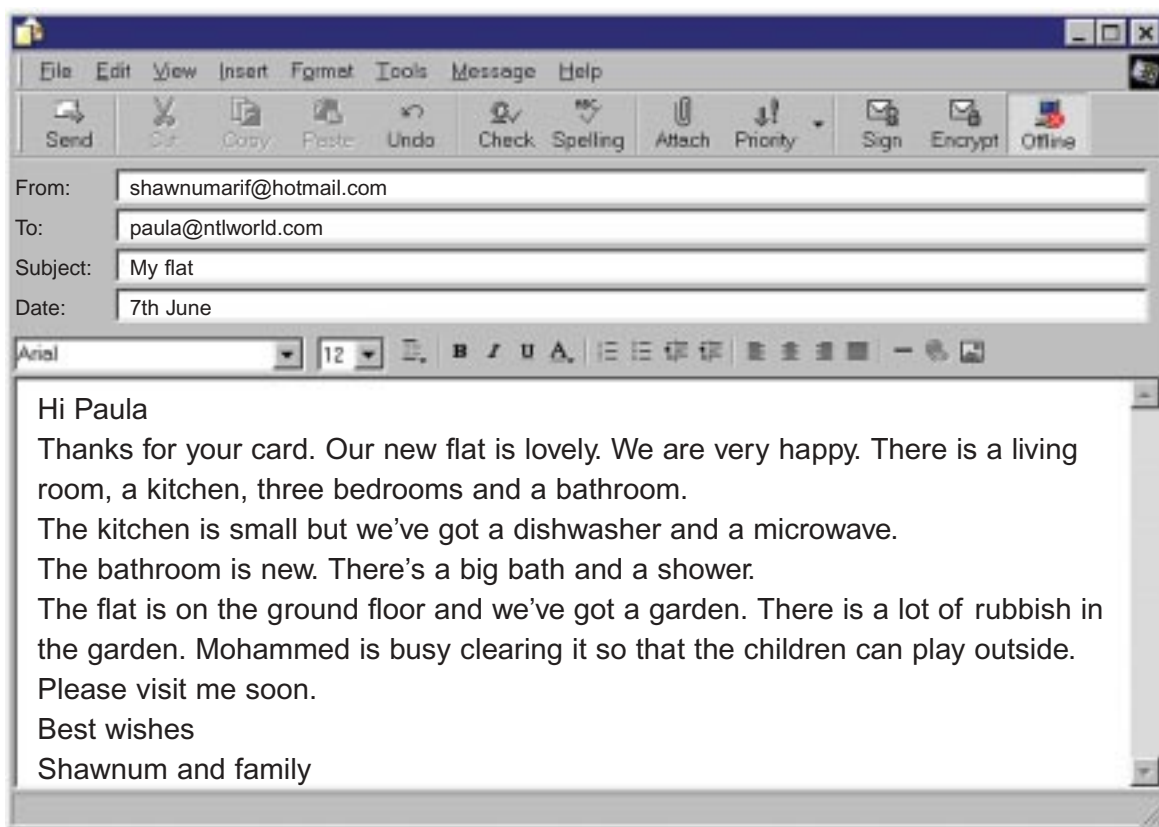 File Edit View Insert Format Tools Message Help
Send Cut Copy Paste Undo Check Spelling Attach Priority Sign Encrypt Offline
From: shawnumarif@hotmail.com
To: paula@ntlworld.com
Subject: My flat
Date: 7th June
Arial 12 B I U A
Hi Paula
Thanks for your card. Our new flat is lovely. We are very happy. There is a living
room, a kitchen, three bedrooms and a bathroom.
The kitchen is small but we've got a dishwasher and a microwave.
The bathroom is new. There's a big bath and a shower.
The flat is on the ground floor and we've got a garden. There is a lot of rubbish in
the garden. Mohammed is busy clearing it so that the children can play outside.
Please visit me soon.
Best wishes
Shawnum and family